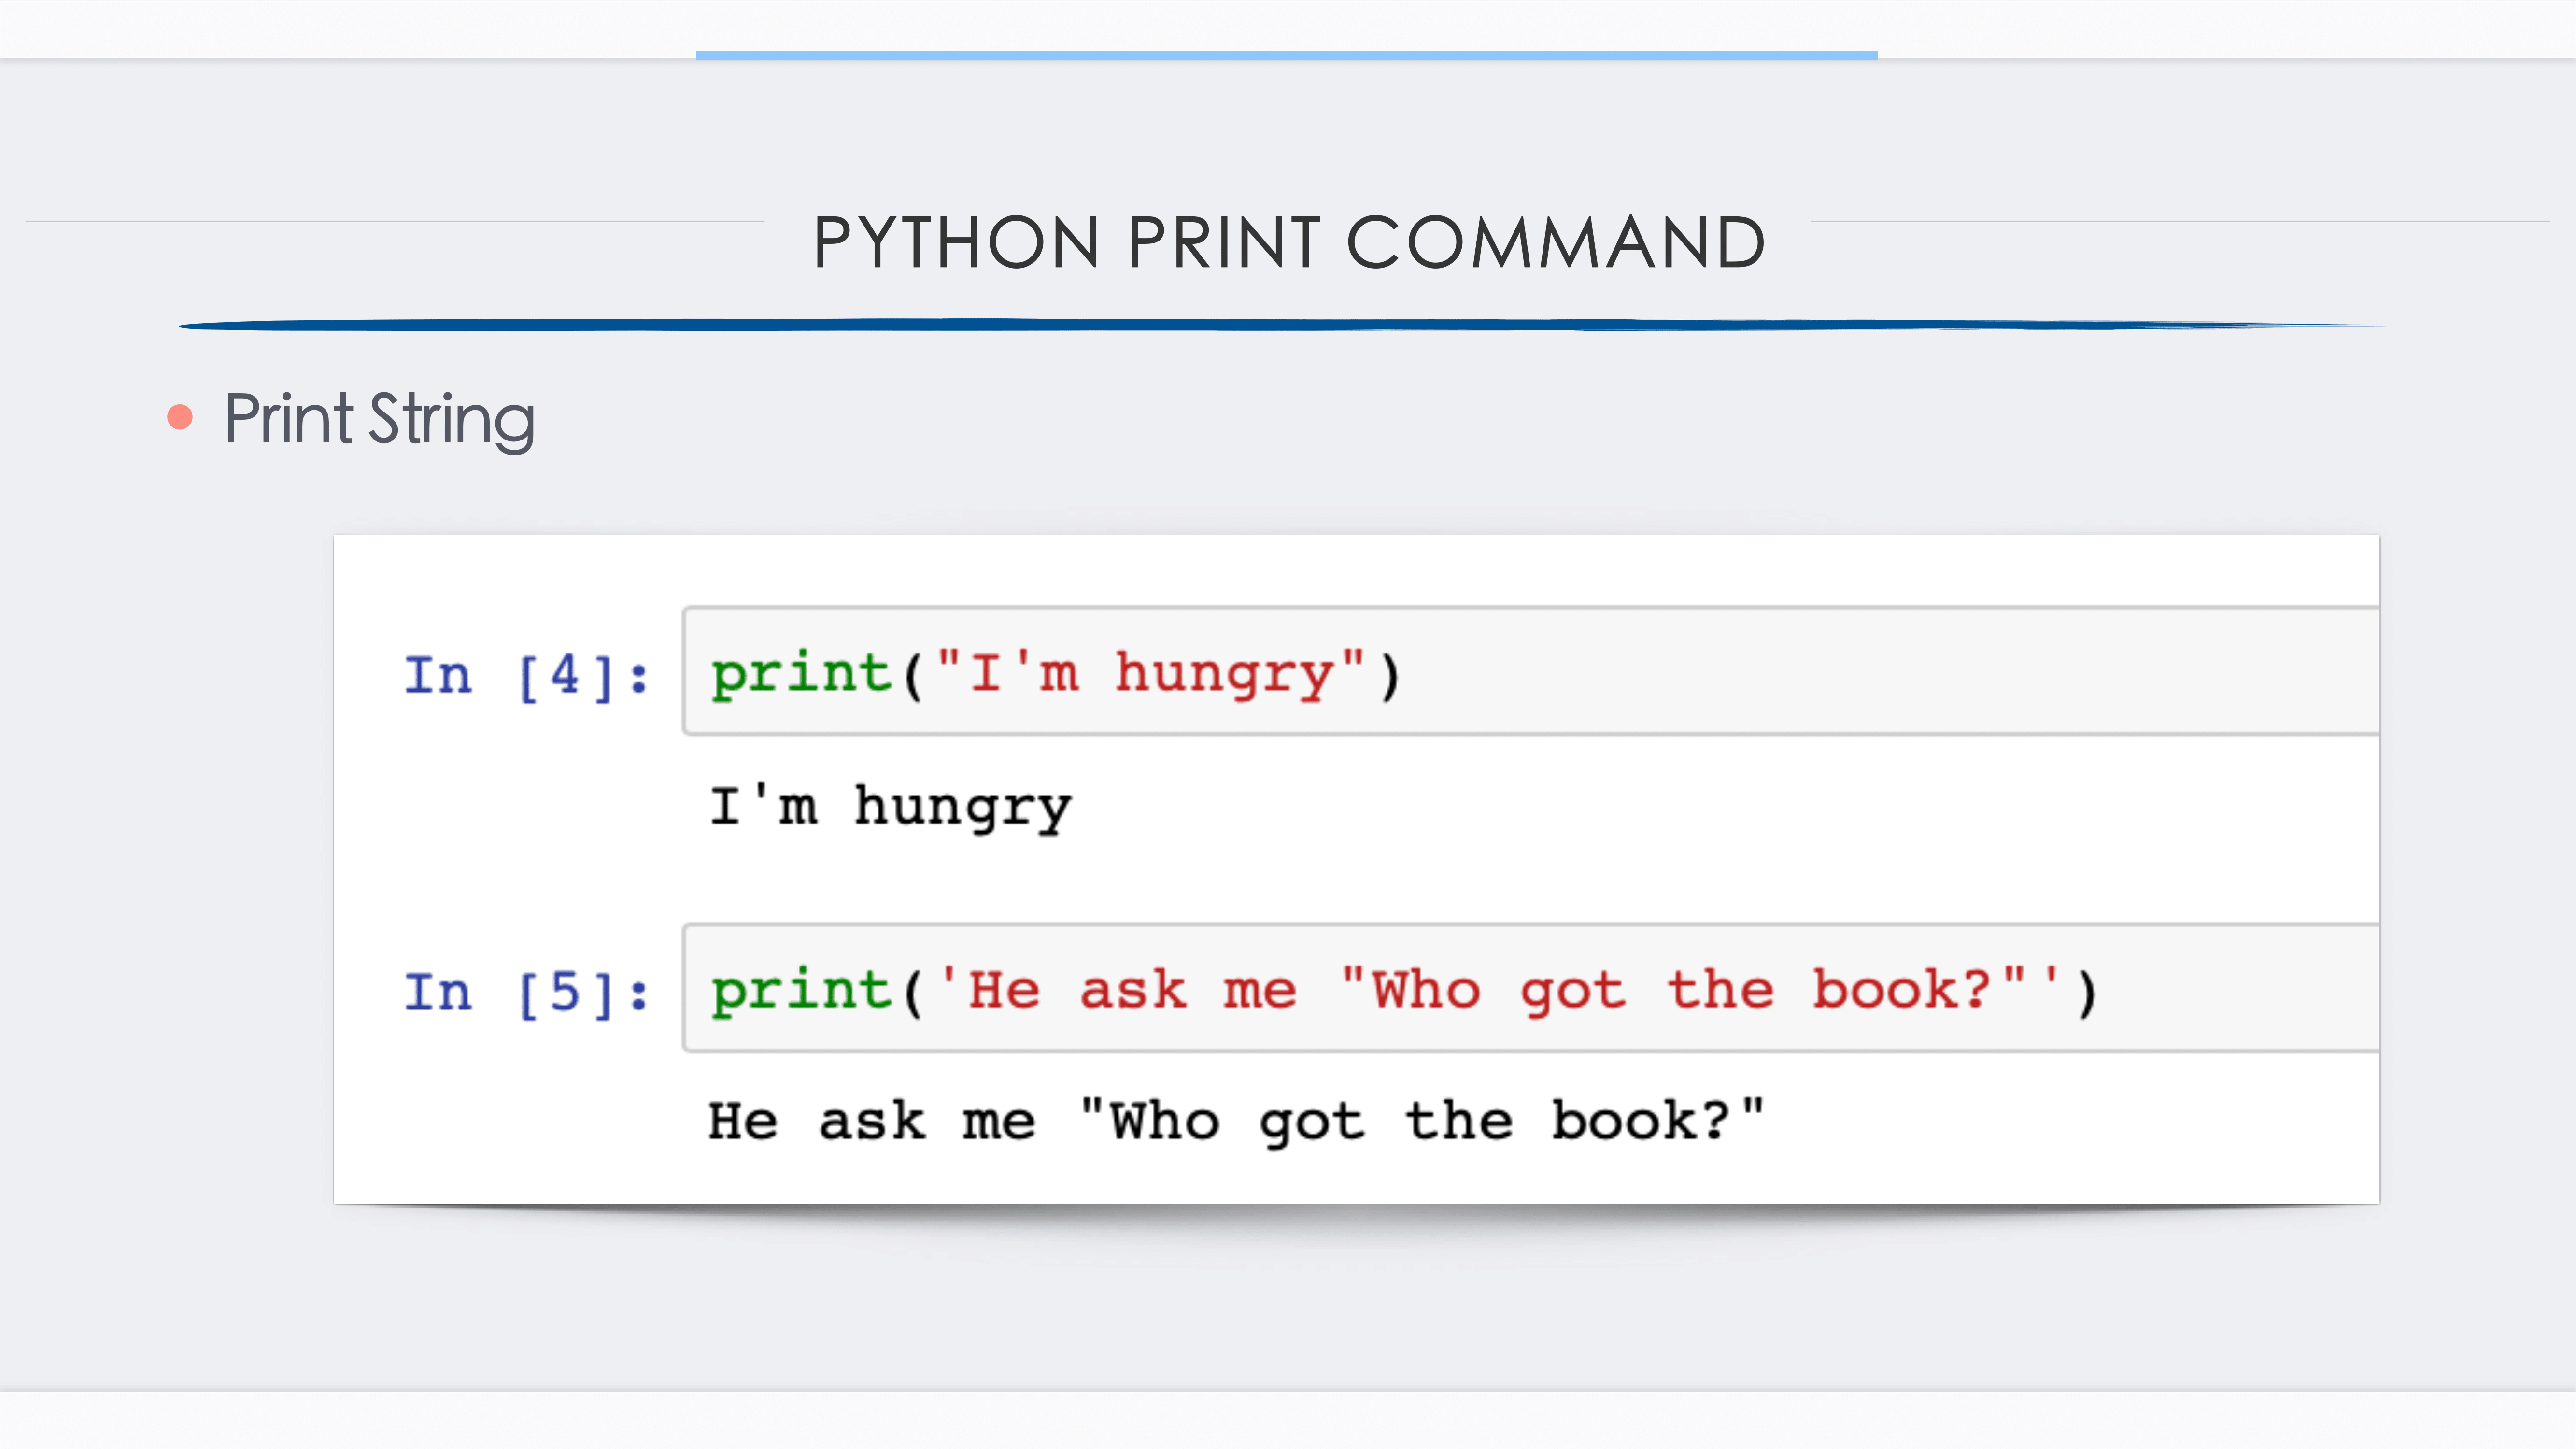 PYTHON PRINT COMMAND
Print String
In [4]: print("I'm hungry")
I'm hungry
In [5]: print('He ask me "Who got the book?"')
He ask me "Who got the book?"